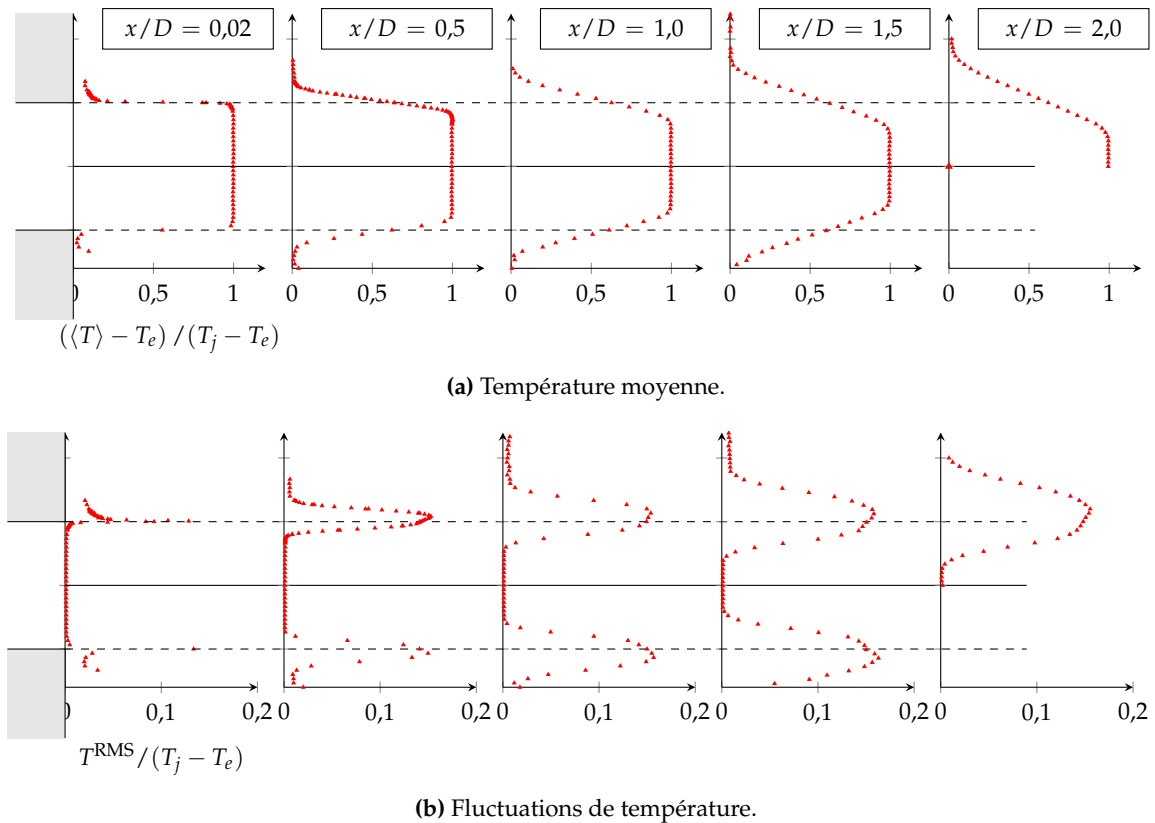 x/D = 0,02 x/D = 0,5 x/D = 1,0 x/D = 1,5 x/D = 2,0
0 0,5 1 0 0,5 1 0 0,5 1 0 0,5 1 0 0,5 1
(⟨T⟩ − T_e) / (T_j − T_e)
(a) Température moyenne.
0 0,1 0,2 0 0,1 0,2 0 0,1 0,2 0 0,1 0,2 0 0,1 0,2
T^RMS/(T_j − T_e)
(b) Fluctuations de température.